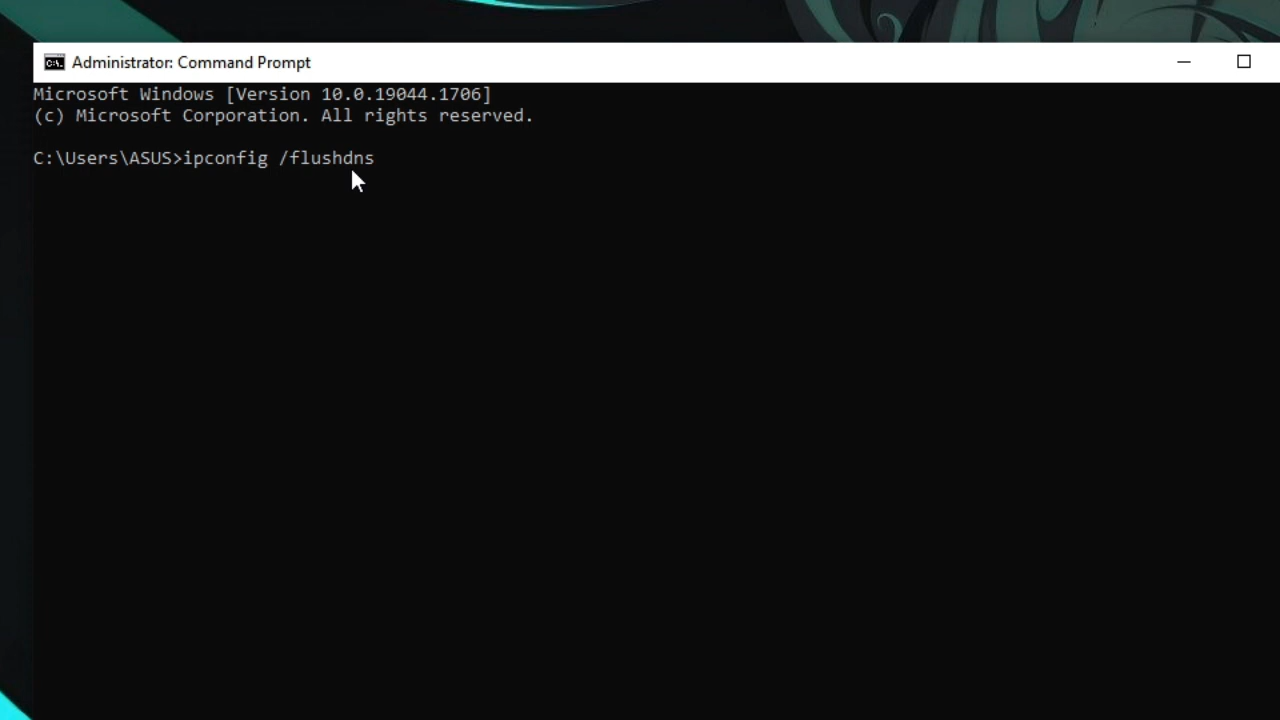 Administrator: Command Prompt
Microsoft Windows [Version 10.0.19044.1706]
(c) Microsoft Corporation. All rights reserved.
C:\Users\ASUS>ipconfig /flushdns